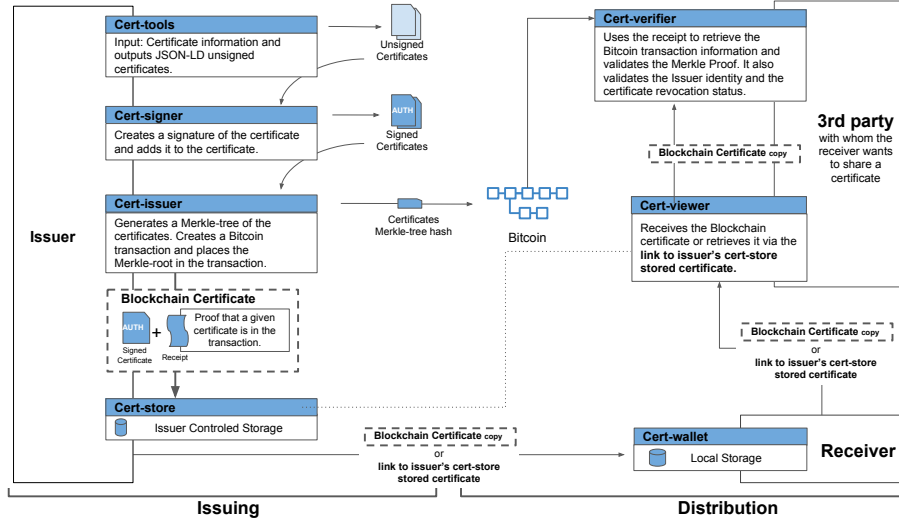 Cert-tools
Input: Certificate information and
outputs JSON-LD unsigned
certificates.
Unsigned
Certificates
Cert-signer
Creates a signature of the certificate
and adds it to the certificate.
AUTH
Signed
Certificates
Issuer
Cert-issuer
Generates a Merkle-tree of the
certificates. Creates a Bitcoin
transaction and places the
Merkle-root in the transaction.
Certificates
Merkle-tree hash
Bitcoin
Blockchain Certificate
AUTH
+
Signed
Certificate
Receipt
Proof that a given
certificate is in the
transaction.
Cert-store
Issuer Controled Storage
Cert-verifier
Uses the receipt to retrieve the
Bitcoin transaction information and
validates the Merkle Proof. It also
validates the Issuer identity and the
certificate revocation status.
3rd party
with whom the
receiver wants
to share a
certificate
Blockchain Certificate copy
Cert-viewer
Receives the Blockchain
certificate or retrieves it via the
link to issuer's cert-store
stored certificate.
Blockchain Certificate copy
or
link to issuer's cert-store
stored certificate
Blockchain Certificate copy
or
link to issuer's cert-store
stored certificate
Cert-wallet
Local Storage
Receiver
Issuing
Distribution